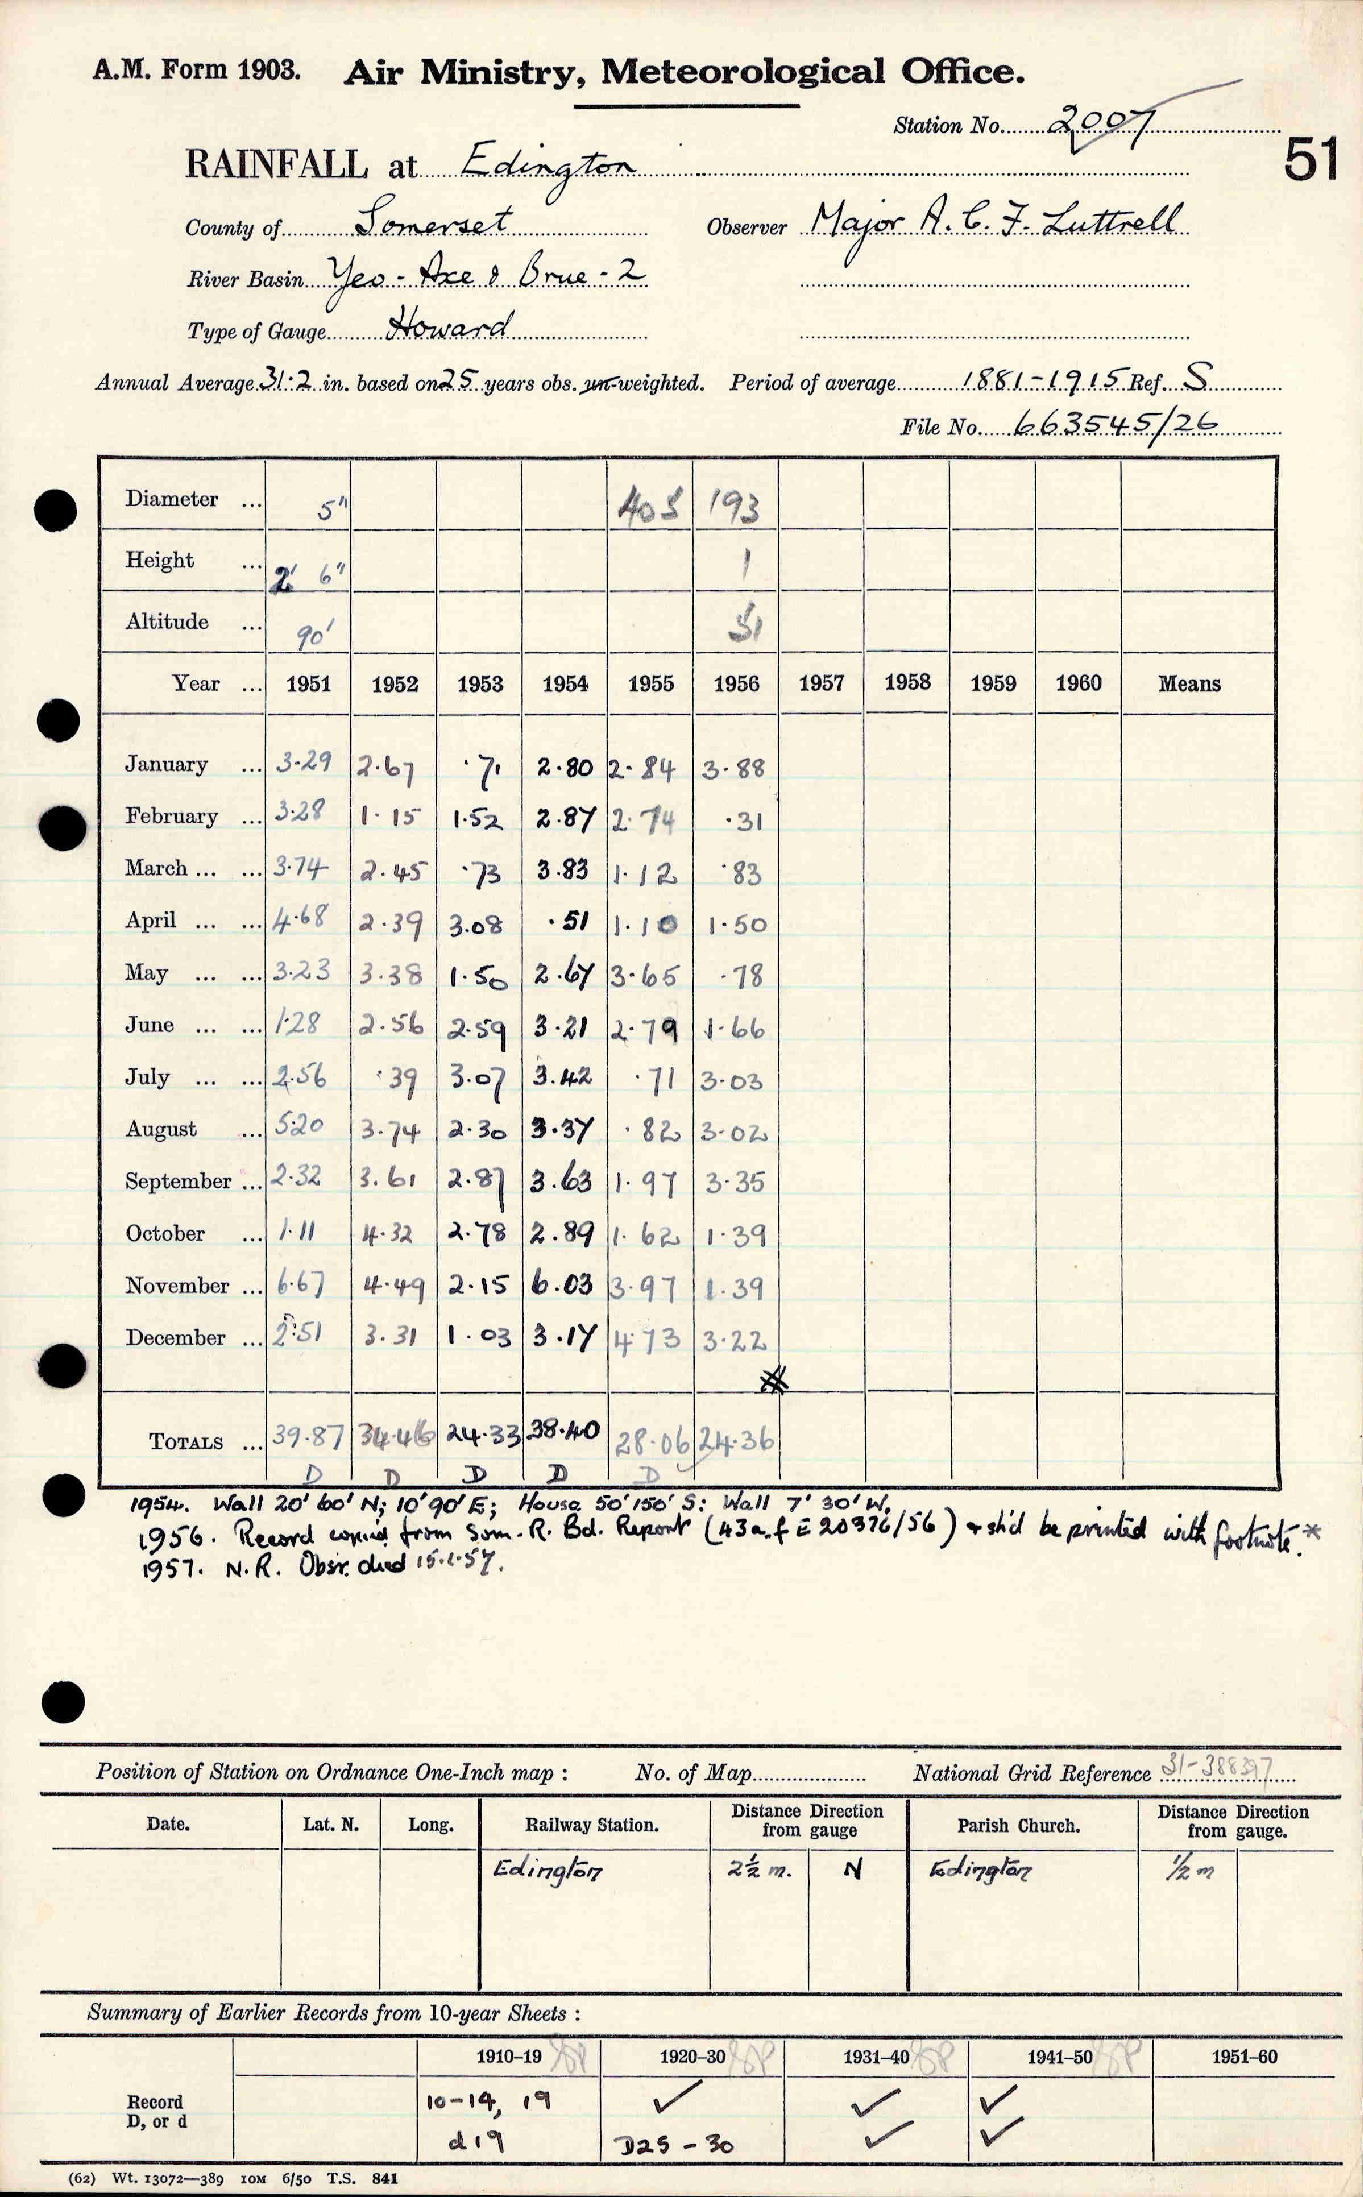 A.M. Form 1903. Air Ministry, Meteorological Office.
Station No. 2007
51
RAINFALL at Edington
County of Somerset Observer Major A. C. F. Luttrell
River Basin Yeo - Axe & Brue - 2
Type of Gauge Howard
Annual Average 31·2 in. based on 25 years obs. un-weighted. Period of average 1881-1915 Ref. S
File No. 663545/26
Diameter ... 5" 405 193
Height ... 2' 6" 1
Altitude ... 90' 51
Year ... 1951 1952 1953 1954 1955 1956 1957 1958 1959 1960 Means
January ... 3·29 2·67 ·71 2·80 2·84 3·88
February ... 3·28 1·15 1·52 2·87 2·74 ·31
March ... ... 3·74 2·45 ·73 3·83 1·12 ·83
April ... ... 4·68 2·39 3·08 ·51 1·10 1·50
May ... ... 3·23 3·38 1·50 2·67 3·65 ·78
June ... ... 1·28 2·56 2·59 3·21 2·79 1·66
July ... ... 2·56 ·39 3·07 3·42 ·71 3·03
August ... 5·20 3·74 2·30 3·37 ·82 3·02
September ... 2·32 3·61 2·87 3·63 1·97 3·35
October ... 1·11 4·32 2·78 2·89 1·62 1·39
November ... 6·67 4·49 2·15 6·03 3·97 1·39
December ... 2·51 3·31 1·03 3·17 4·73 3·22
TOTALS ... 39·87 34·46 24·33 38·40 28·06 24·36
D D D D D
1954. Wall 20' 60' N; 10' 90' E; House 50' 150' S: Wall 7' 30' W.
1956. Record copied from Som. R. Bd. Report (43a f E 20376/56) & sh'd be printed with footnote.*
1957. N.R. Obsr. died 15·1·57.
Position of Station on Ordnance One-Inch map : No. of Map National Grid Reference 31-388397
Date. Lat. N. Long. Railway Station. Distance Direction from gauge Parish Church. Distance Direction from gauge.
Edington 2½ m. N Edington ½ m
Summary of Earlier Records from 10-year Sheets :
1910-19 1920-30 1931-40 1941-50 1951-60
Record 10-14, 19 ✓ ✓ ✓
D, or d d19 D25-30 ✓ ✓
(62) Wt. 13072—389 10M 6/50 T.S. 841